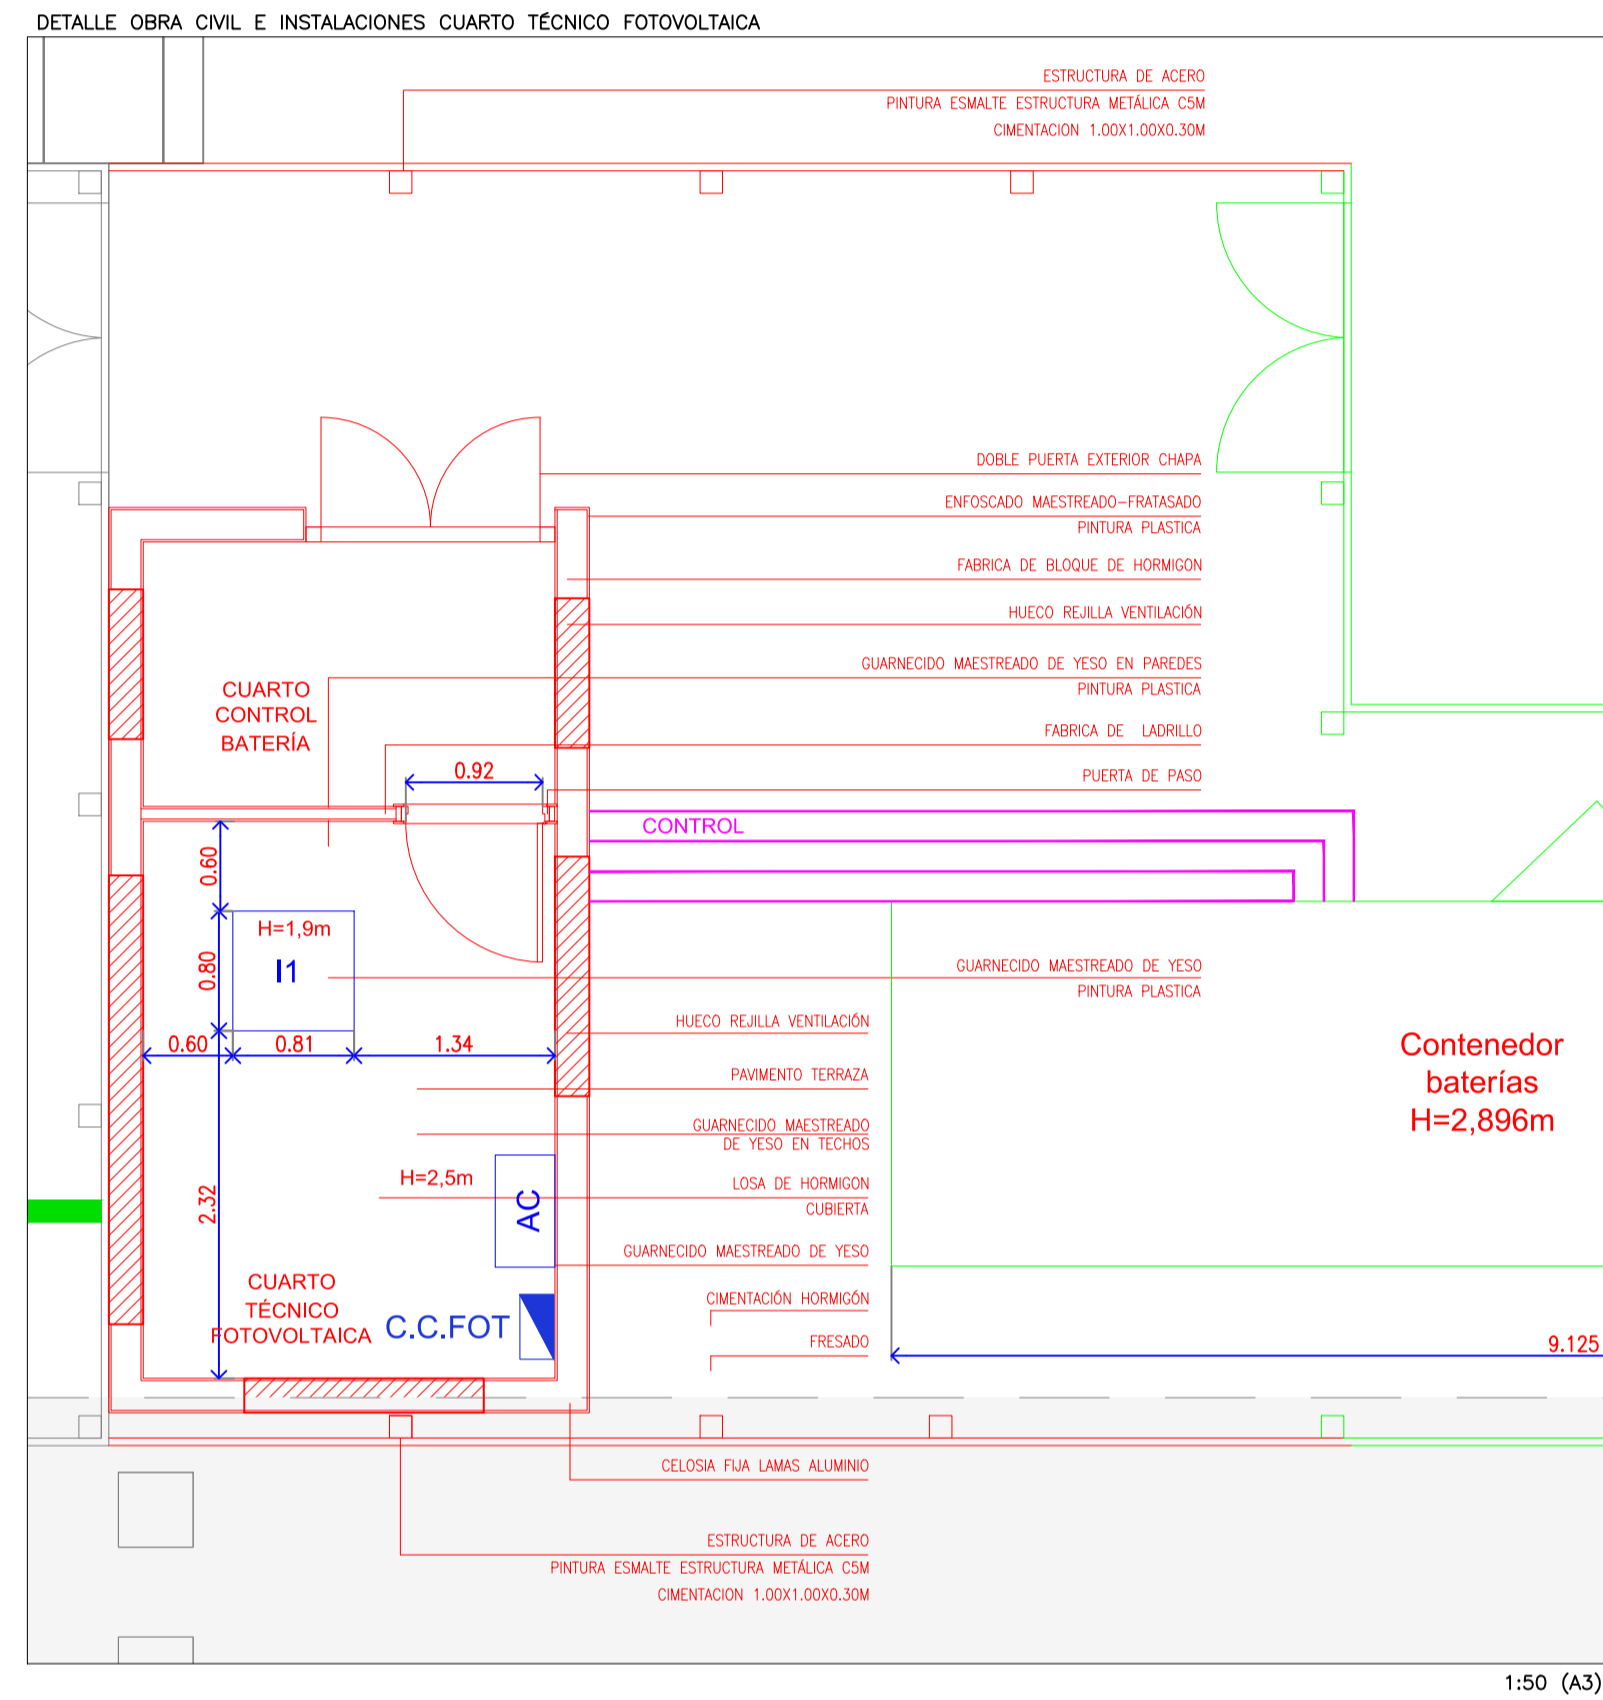 DETALLE OBRA CIVIL E INSTALACIONES CUARTO TÉCNICO FOTOVOLTAICA
ESTRUCTURA DE ACERO
PINTURA ESMALTE ESTRUCTURA METÁLICA C5M
CIMENTACION 1.00X1.00X0.30M
DOBLE PUERTA EXTERIOR CHAPA
ENFOSCADO MAESTREADO-FRATASADO
PINTURA PLASTICA
FABRICA DE BLOQUE DE HORMIGON
HUECO REJILLA VENTILACIÓN
GUARNECIDO MAESTREADO DE YESO EN PAREDES
PINTURA PLASTICA
FABRICA DE LADRILLO
PUERTA DE PASO
CUARTO
CONTROL
BATERÍA
0.92
CONTROL
0.60
H=1,9m
I1
0.80
0.60
0.81
1.34
GUARNECIDO MAESTREADO DE YESO
PINTURA PLASTICA
HUECO REJILLA VENTILACIÓN
PAVIMENTO TERRAZA
GUARNECIDO MAESTREADO
DE YESO EN TECHOS
H=2,5m
LOSA DE HORMIGON
CUBIERTA
2.32
AC
GUARNECIDO MAESTREADO DE YESO
CUARTO
TÉCNICO
FOTOVOLTAICA
C.C.FOT
CIMENTACIÓN HORMIGÓN
FRESADO
Contenedor
baterías
H=2,896m
9.125
CELOSIA FIJA LAMAS ALUMINIO
ESTRUCTURA DE ACERO
PINTURA ESMALTE ESTRUCTURA METÁLICA C5M
CIMENTACION 1.00X1.00X0.30M
1:50 (A3)